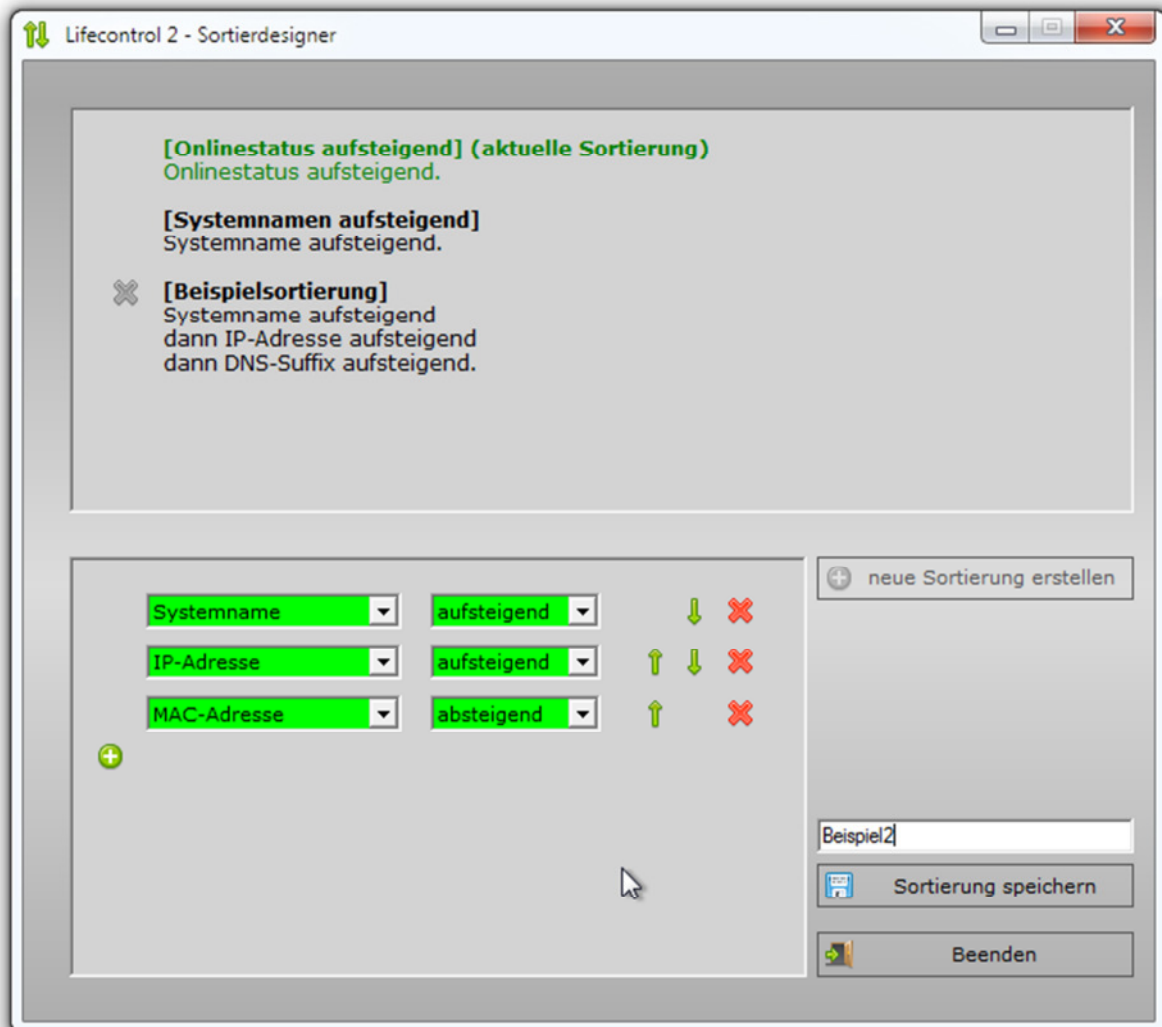 Lifecontrol 2 - Sortierdesigner
[Onlinestatus aufsteigend] (aktuelle Sortierung)
Onlinestatus aufsteigend.
[Systemnamen aufsteigend]
Systemname aufsteigend.
[Beispielsortierung]
Systemname aufsteigend
dann IP-Adresse aufsteigend
dann DNS-Suffix aufsteigend.
neue Sortierung erstellen
Systemname aufsteigend
IP-Adresse aufsteigend
MAC-Adresse absteigend
Beispiel2
Sortierung speichern
Beenden